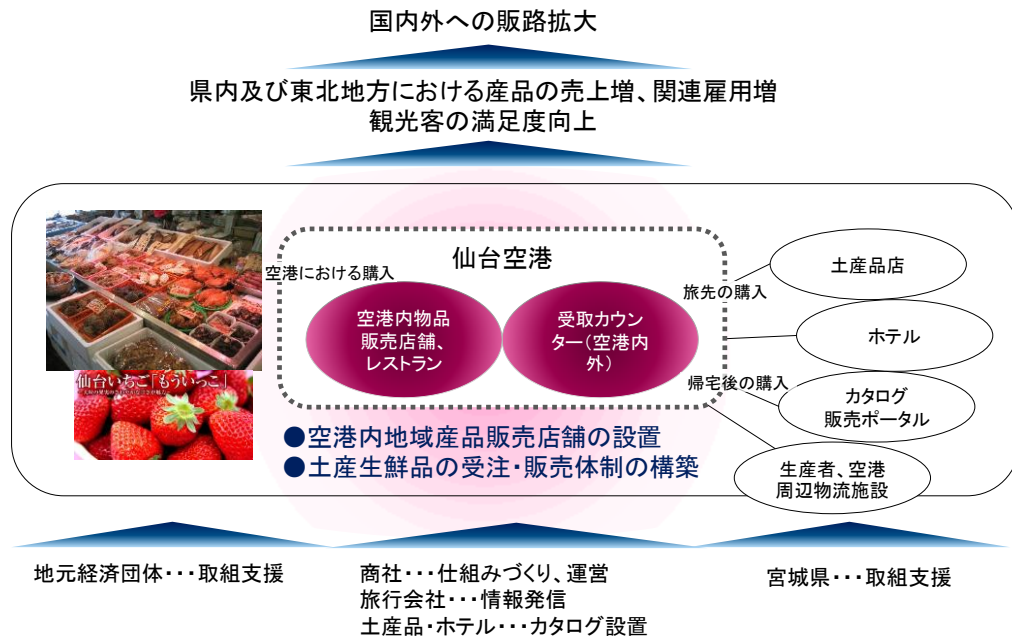 国内外への販路拡大
県内及び東北地方における産品の売上増、関連雇用増
観光客の満足度向上
仙台空港
空港における購入
空港内物品
販売店舗、
レストラン
受取カウン
ター(空港内
外)
旅先の購入
帰宅後の購入
土産品店
ホテル
カタログ
販売ポータル
生産者、空港
周辺物流施設
仙台いちご「もういっこ」
●空港内地域産品販売店舗の設置
●土産生鮮品の受注・販売体制の構築
地元経済団体・・・取組支援
商社・・・仕組みづくり、運営
旅行会社・・・情報発信
土産品・ホテル・・・カタログ設置
宮城県・・・取組支援